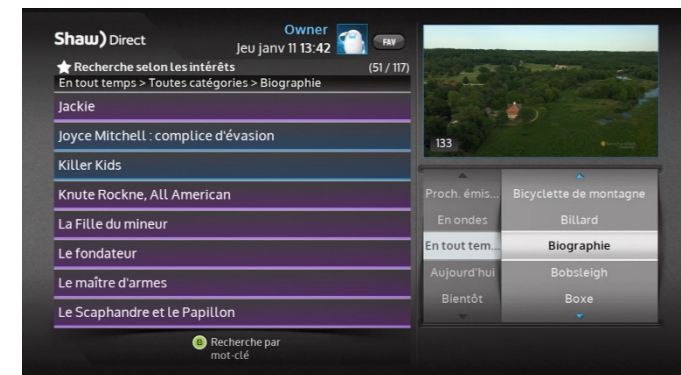 Shaw) Direct
Owner
Jeu janv 11 13:42
FAV
Recherche selon les intérêts
(51 / 117)
En tout temps > Toutes catégories > Biographie
Jackie
Joyce Mitchell : complice d'évasion
Killer Kids
Knute Rockne, All American
La Fille du mineur
Le fondateur
Le maître d'armes
Le Scaphandre et le Papillon
B Recherche par
mot-clé
133
Proch. émis...
En ondes
En tout tem...
Aujourd'hui
Bientôt
Bicyclette de montagne
Billard
Biographie
Bobsleigh
Boxe